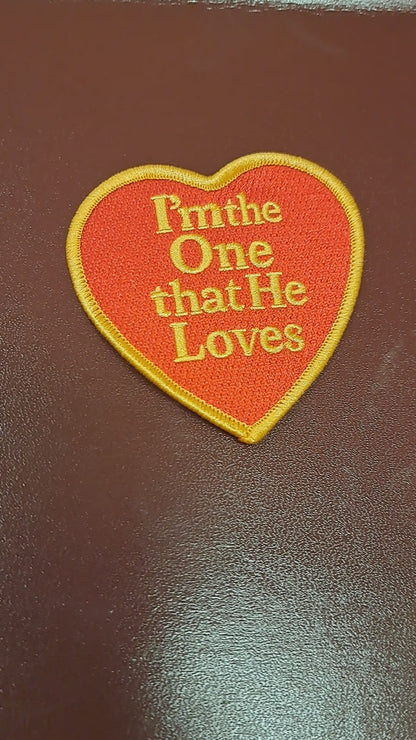 I'm the
One
that He
Loves